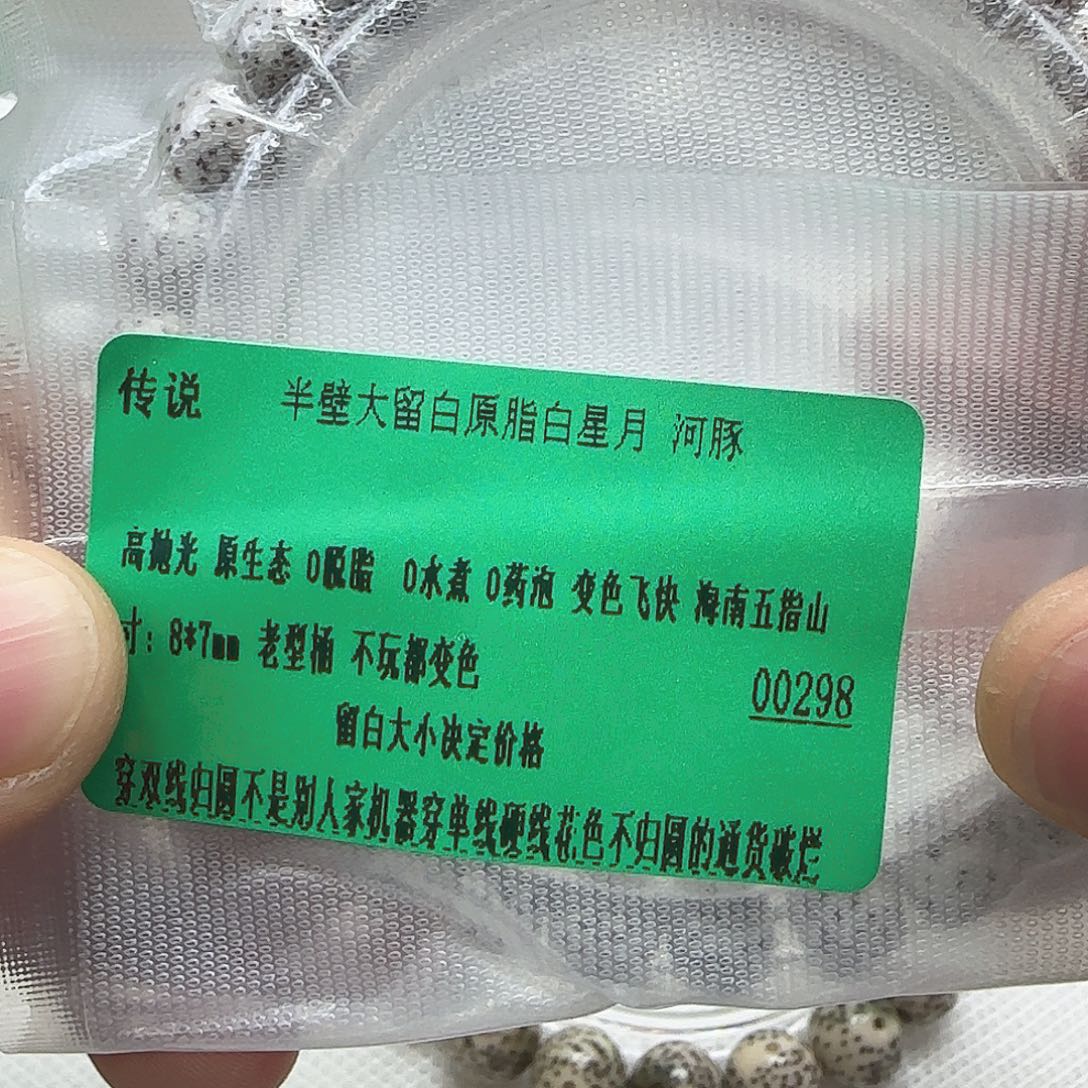 传说 半壁大留白原脂白星月 河豚
高抛光 原生态 0脱脂 0水煮 0药泡 变色飞快 海南五指山
寸：8*7mm 老型桶 不玩都变色
00298
留白大小决定价格
穿双线归圆不是别人家机器穿单线硬线花色不归圆的通货破烂